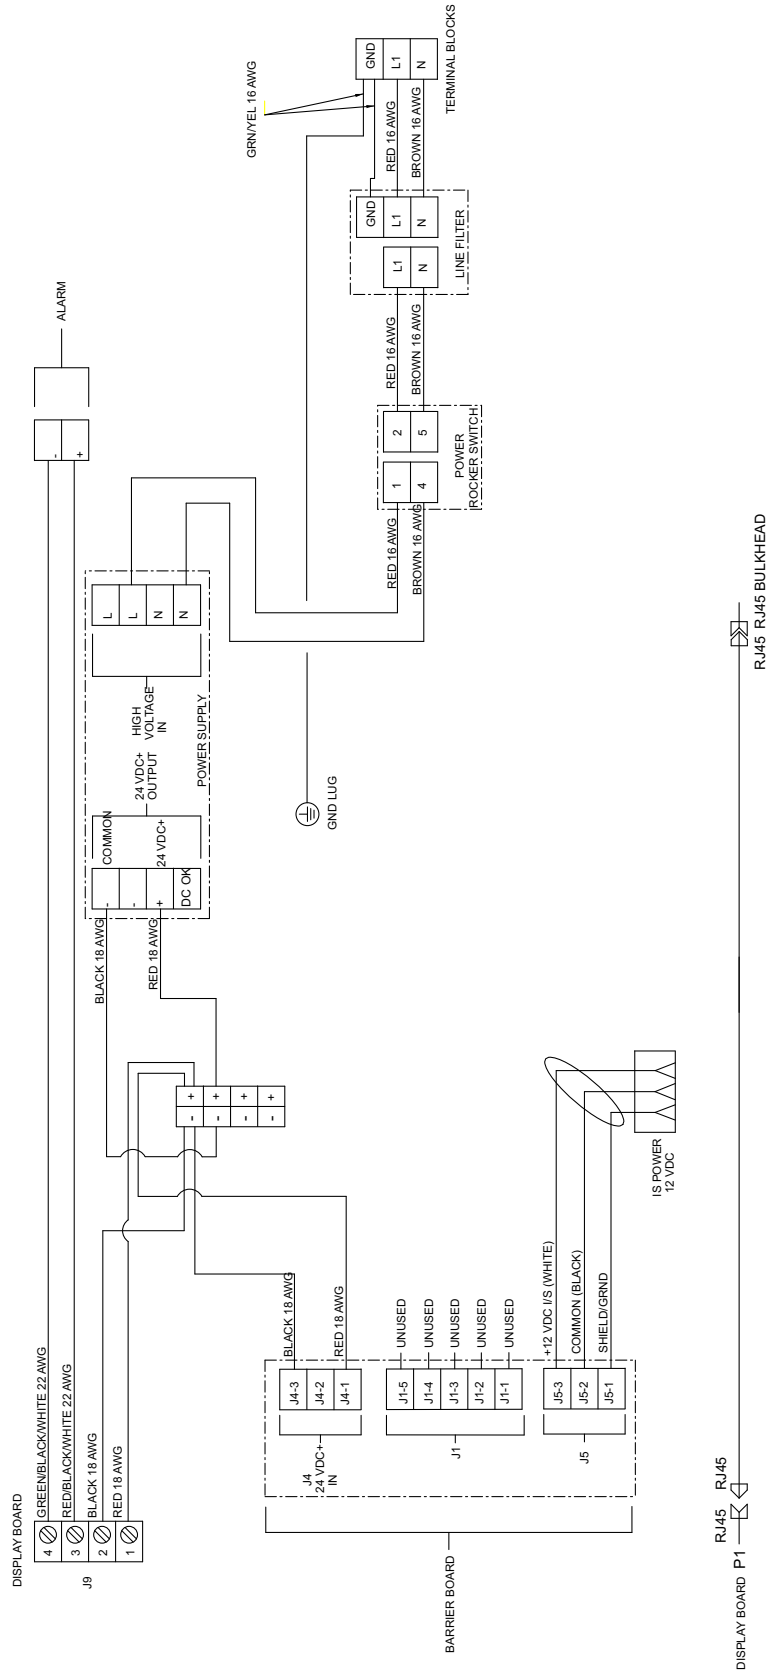 DISPLAY BOARD
J9
4
3
2
1
GREEN/BLACK/WHITE 22 AWG
RED/BLACK/WHITE 22 AWG
BLACK 18 AWG
RED 18 AWG
-
+
ALARM
BARRIER BOARD
J4
24 VDC+
IN
J4-3
J4-2
J4-1
BLACK 18 AWG
RED 18 AWG
J1
J1-5
J1-4
J1-3
J1-2
J1-1
UNUSED
UNUSED
UNUSED
UNUSED
UNUSED
J5
J5-3
J5-2
J5-1
+12 VDC I/S (WHITE)
COMMON (BLACK)
SHIELD/GRND
IS POWER
12 VDC
- +
- +
- +
- +
BLACK 18 AWG
RED 18 AWG
-
-
+
DC OK
COMMON
24 VDC+
24 VDC+
OUTPUT
HIGH
VOLTAGE
IN
POWER SUPPLY
L
L
N
N
GND LUG
RED 16 AWG
BROWN 16 AWG
1
4
2
5
POWER
ROCKER SWITCH
RED 16 AWG
BROWN 16 AWG
L1
N
GND
L1
N
LINE FILTER
GRN/YEL 16 AWG
RED 16 AWG
BROWN 16 AWG
GND
L1
N
TERMINAL BLOCKS
DISPLAY BOARD P1
RJ45
RJ45
RJ45
RJ45 BULKHEAD